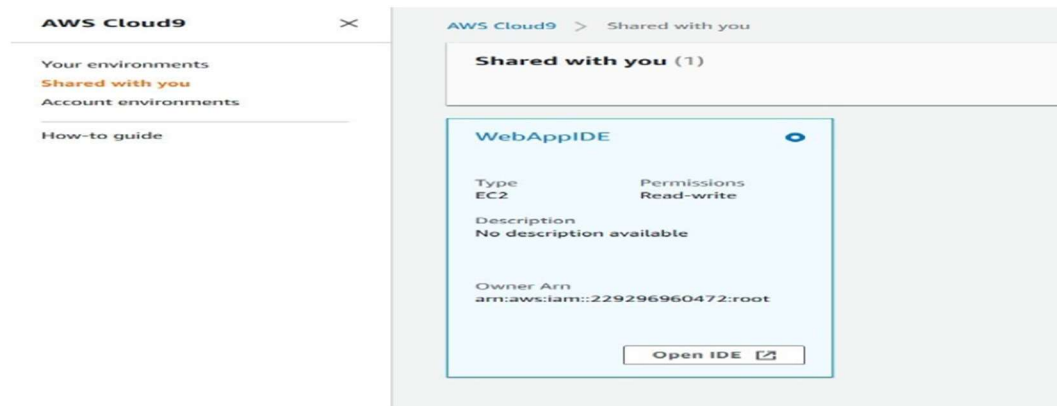 AWS Cloud9
Your environments
Shared with you
Account environments
How-to guide
AWS Cloud9 > Shared with you
Shared with you (1)
WebAppIDE
Type Permissions
EC2 Read-write
Description
No description available
Owner Arn
arn:aws:iam::229296960472:root
Open IDE